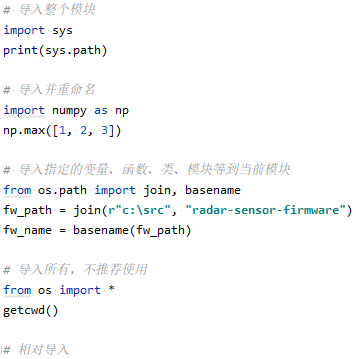 # 导入整个模块
import sys
print(sys.path)
# 导入并重命名
import numpy as np
np.max([1, 2, 3])
# 导入指定的变量、函数、类、模块等到当前模块
from os.path import join, basename
fw_path = join(r"c:\src", "radar-sensor-firmware")
fw_name = basename(fw_path)
# 导入所有，不推荐使用
from os import *
getcwd()
# 相对导入